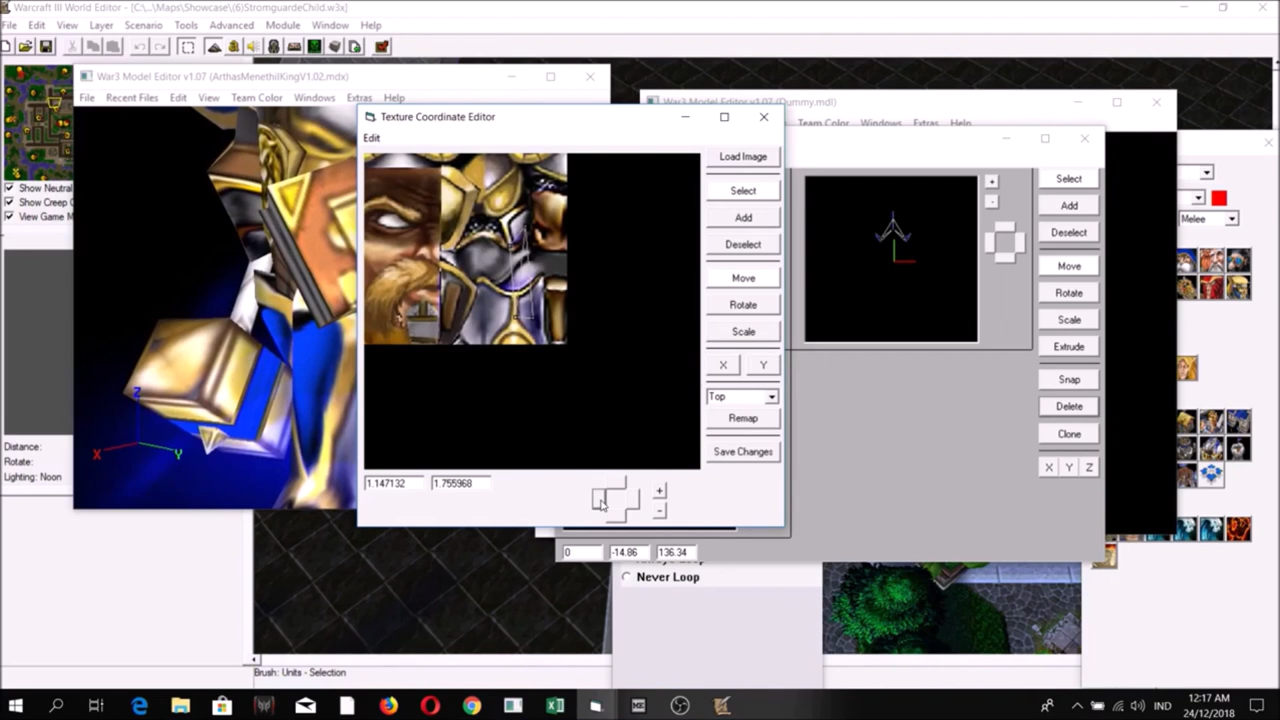 Warcraft III World Editor - [C:\...\Maps\Showcase\(6)StromguardeChild.w3x]
File Edit View Layer Scenario Tools Advanced Module Window Help
War3 Model Editor v1.07 (ArthasMenethilKingV1.02.mdx)
File Recent Files Edit View Team Color Windows Extras Help
War3 Model Editor v1.07 (Dummy.mdl)
Team Color Windows Extras Help
Texture Coordinate Editor
Edit
Load Image
Select
Add
Deselect
Move
Rotate
Scale
X Y
Top
Remap
Save Changes
1.147132 1.755968
+
-
+
-
Select
Add
Deselect
Move
Rotate
Scale
Extrude
Snap
Delete
Clone
X Y Z
Melee
Show Neutral
Show Creep
View Game
Z
X
Y
Distance:
Rotate:
Lighting: Noon
0 -14.86 136.34
Never Loop
Brush: Units - Selection
IND
12:17 AM
24/12/2018